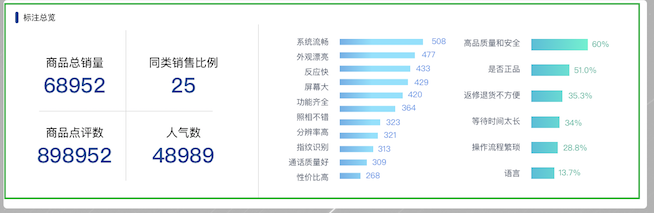 标注总览
商品总销量
68952
同类销售比例
25
商品点评数
898952
人气数
48989
系统流畅 508
外观漂亮 477
反应快 433
屏幕大 429
功能齐全 420
照相不错 364
分辨率高 323
指纹识别 321
通话质量好 313
性价比高 309
268
高品质量和安全 60%
是否正品 51.0%
返修退货不方便 35.3%
等待时间太长 34%
操作流程繁琐 28.8%
语言 13.7%